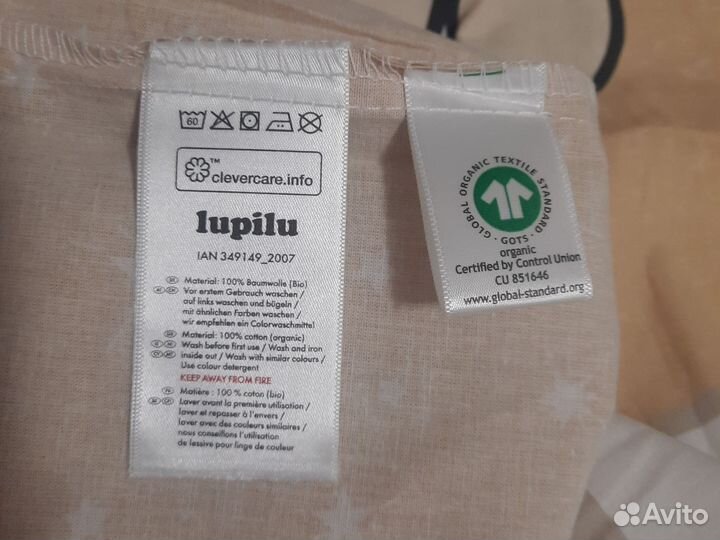 60
TM
clevercare.info
lupilu
IAN 349149_2007
Material: 100% Baumwolle (Bio)
Vor erstem Gebrauch waschen /
auf links waschen und bügeln /
mit ähnlichen Farben waschen /
wir empfehlen ein Colorwaschmittel
Material: 100% cotton (organic)
Wash before first use / Wash and iron
inside out / Wash with similar colours /
Use colour detergent
KEEP AWAY FROM FIRE
Matière : 100 % coton (bio)
Laver avant la première utilisation /
laver et repasser à l'envers /
laver avec des couleurs similaires /
nous conseillons l'utilisation
de lessive pour linge de couleur
GLOBAL ORGANIC TEXTILE STANDARD
· GOTS ·
organic
Certified by Control Union
CU 851646
www.global-standard.org
Avito